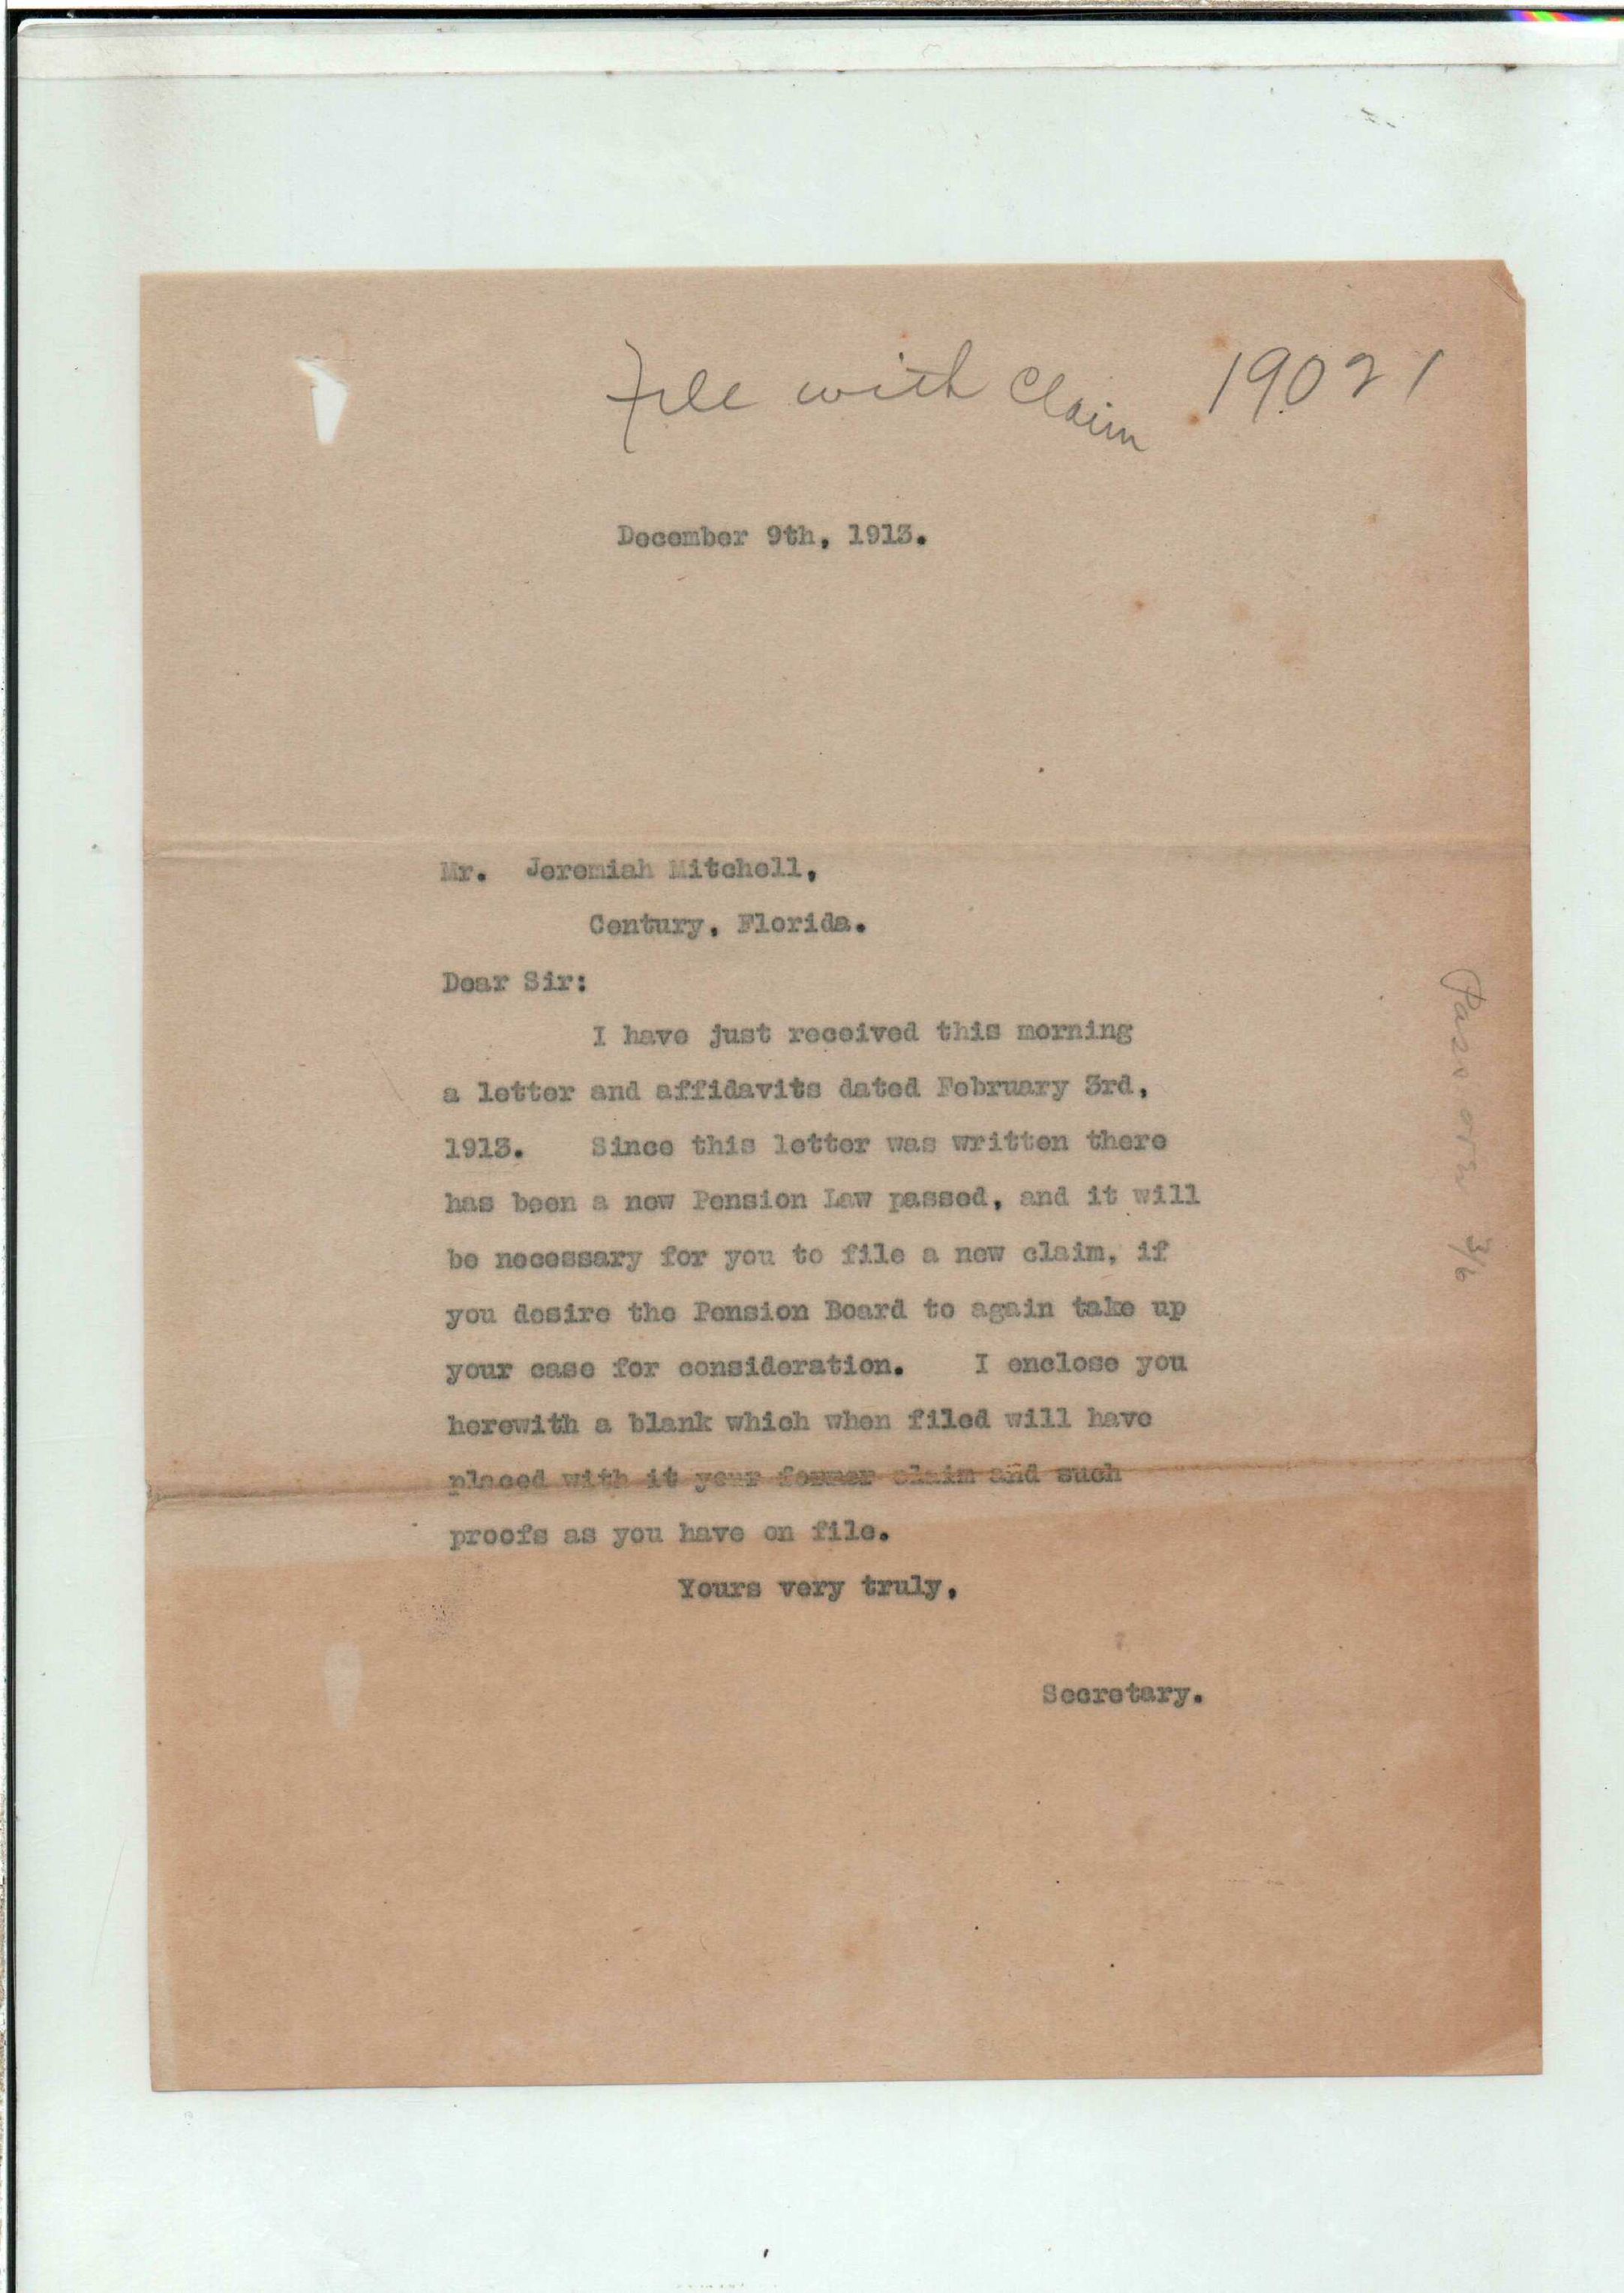 File with Claim 19021
December 9th, 1913.
Mr. Jeremiah Mitchell,
Century, Florida.
Dear Sir:
I have just received this morning
a letter and affidavits dated February 3rd,
1913. Since this letter was written there
has been a new Pension Law passed, and it will
be necessary for you to file a new claim, if
you desire the Pension Board to again take up
your case for consideration. I enclose you
herewith a blank which when filed will have
placed with it your former claim and such
proofs as you have on file.
Yours very truly,
Secretary.